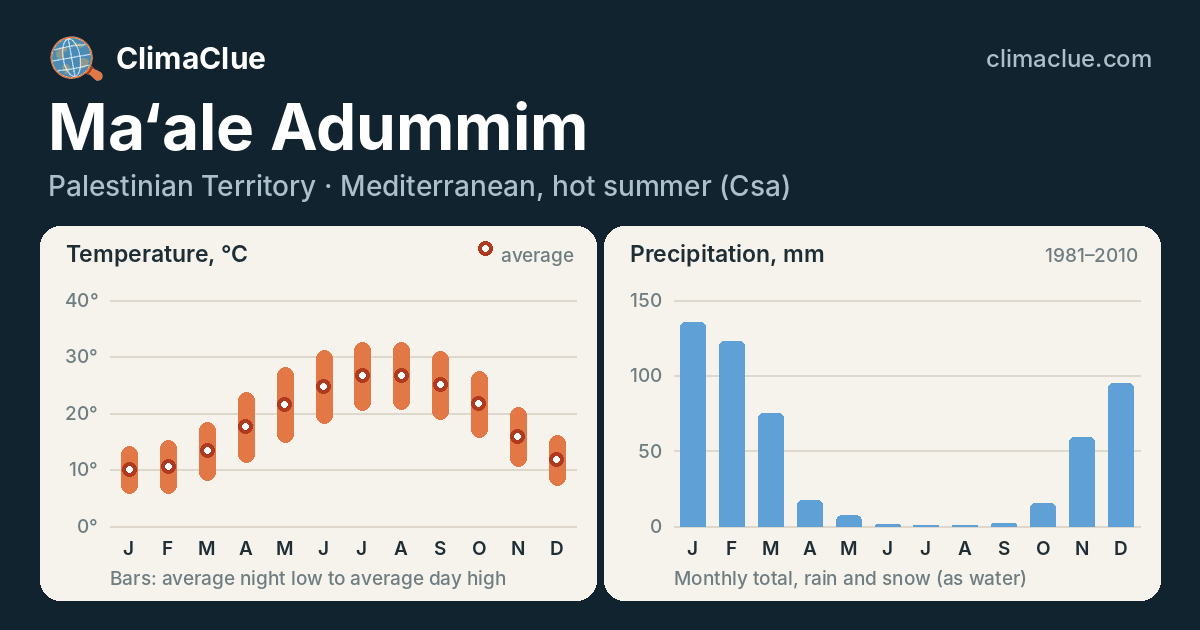 ClimaClue
climaclue.com
Ma‘ale Adummim
Palestinian Territory · Mediterranean, hot summer (Csa)
Temperature, °C
average
40°
30°
20°
10°
0°
J F M A M J J A S O N D
Bars: average night low to average day high
Precipitation, mm
1981–2010
150
100
50
0
J F M A M J J A S O N D
Monthly total, rain and snow (as water)